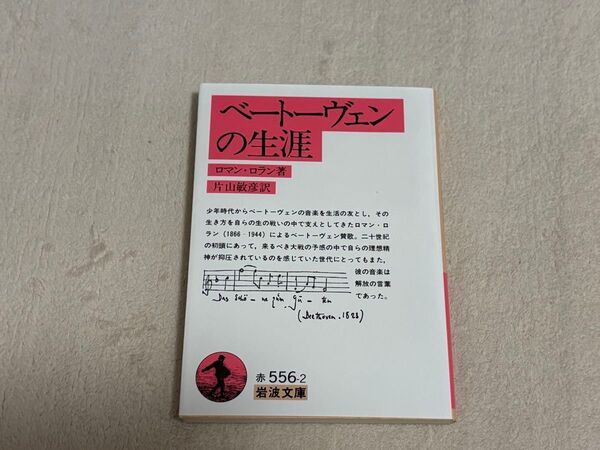 ベートーヴェン
の生涯
ロマン・ロラン著
片山敏彦訳
少年時代からベートーヴェンの音楽を生活の友とし、その
生き方を自らの生の戦いの中で支えとしてきたロマン・ロ
ラン（1866‐1944）によるベートーヴェン賛歌。二十世紀
の初頭にあって，来るべき大戦の予感の中で自らの理想精
神が抑圧されているのを感じていた世代にとってもまた，
彼の音楽は
解放の言葉
であった。
Das schö - ne zum Gu - ten
(Beethoven. 1823)
赤 556-2
岩波文庫